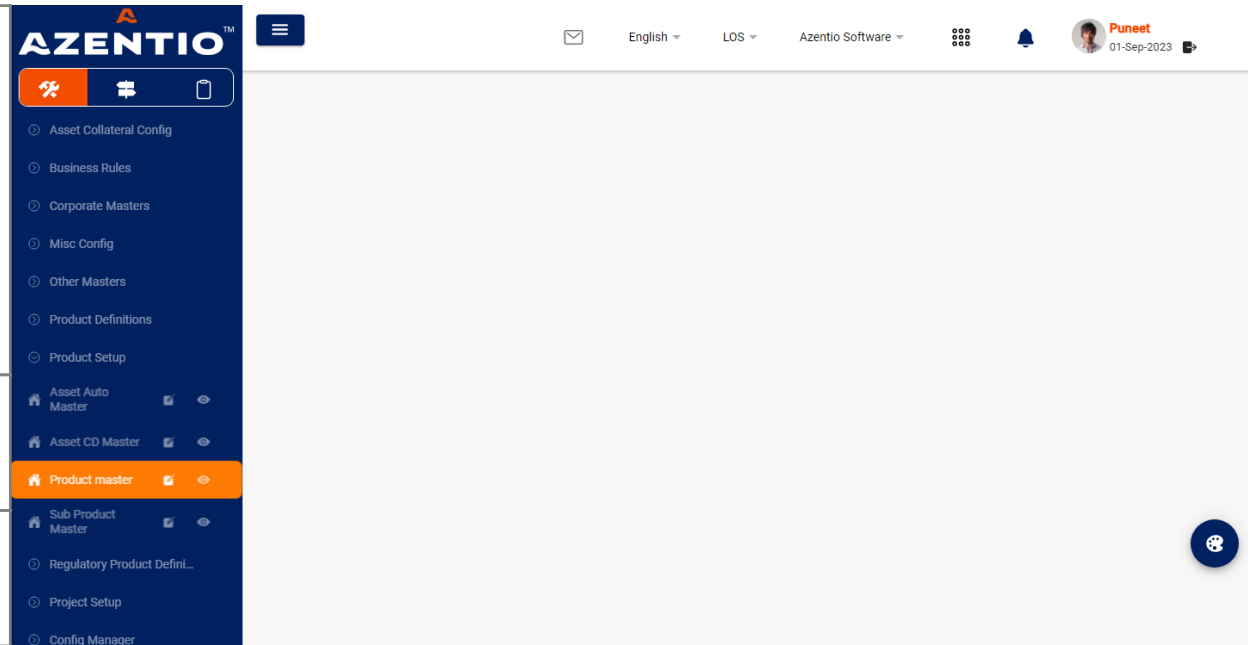 AZENTIO™
English
LOS
Azentio Software
Puneet
01-Sep-2023
Asset Collateral Config
Business Rules
Corporate Masters
Misc Config
Other Masters
Product Definitions
Product Setup
Asset Auto
Master
Asset CD Master
Product master
Sub Product
Master
Regulatory Product Defini...
Project Setup
Config Manager